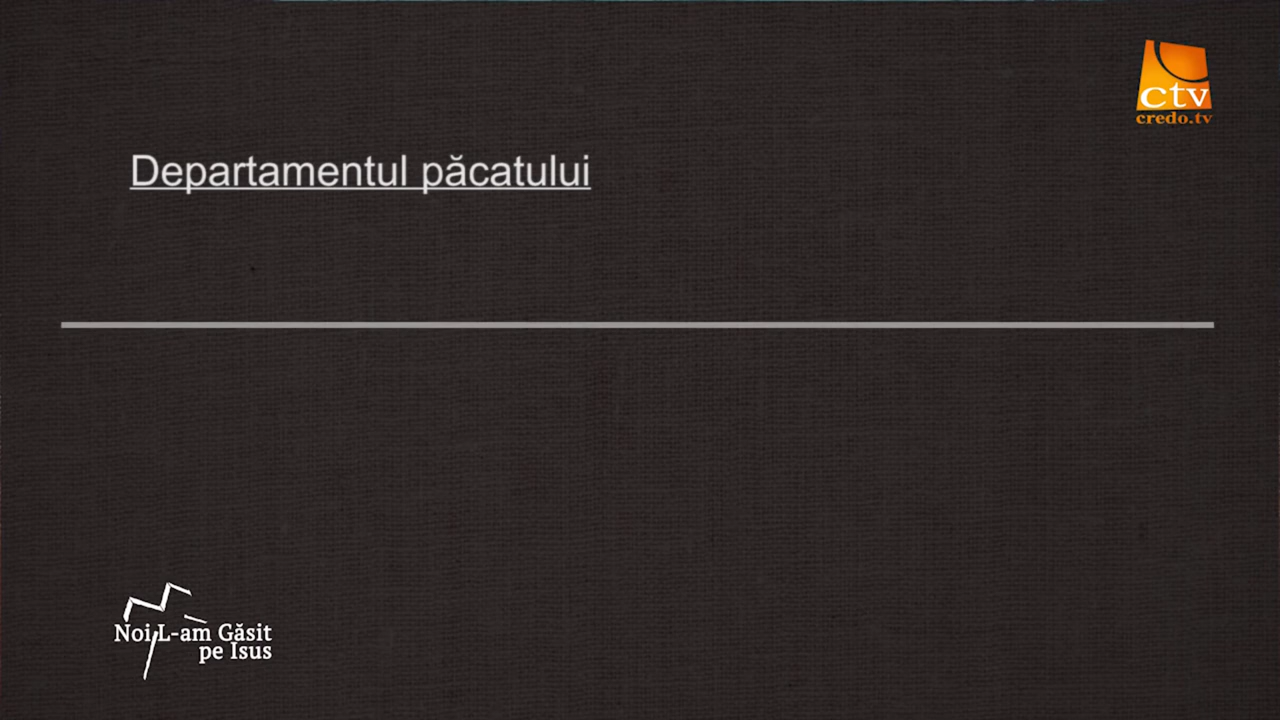 ctv
credo.tv
Departamentul păcatului
Noi L-am Găsit
pe Isus